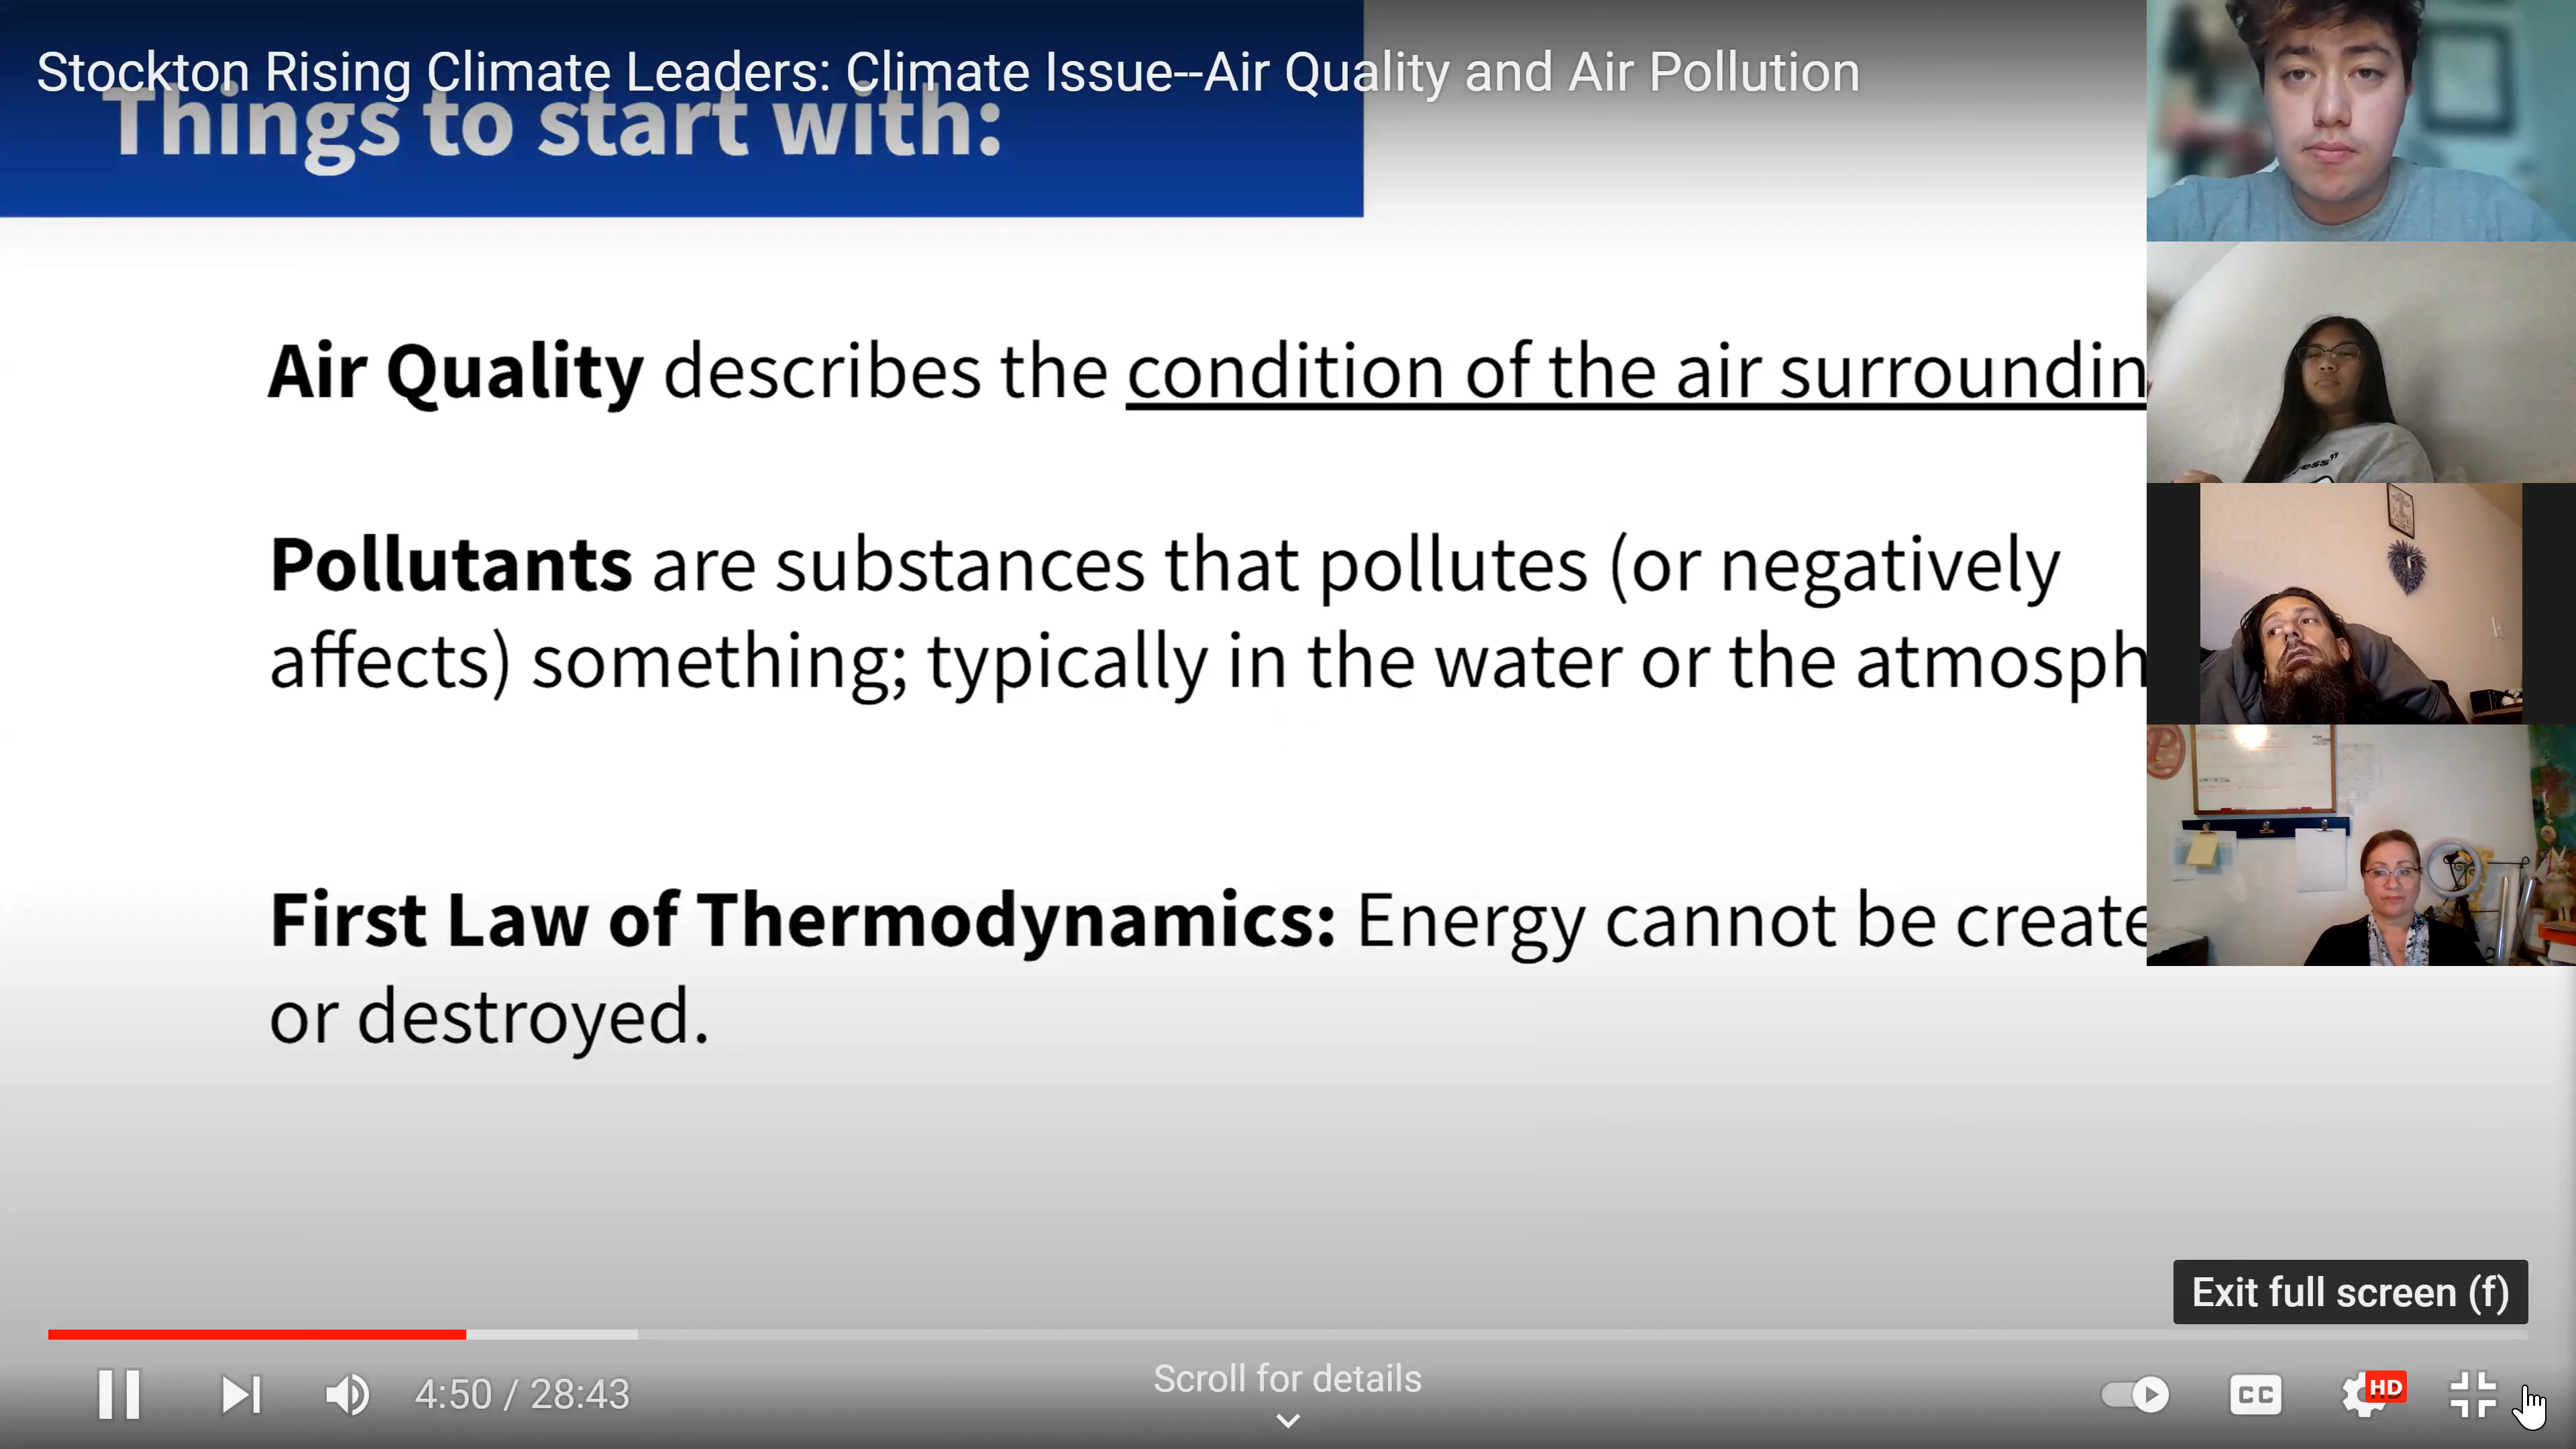 Stockton Rising Climate Leaders: Climate Issue--Air Quality and Air Pollution
Things to start with:
Air Quality describes the condition of the air surroundin
Pollutants are substances that pollutes (or negatively
affects) something; typically in the water or the atmosph
First Law of Thermodynamics: Energy cannot be create
or destroyed.
ess"
P
Exit full screen (f)
4:50 / 28:43
Scroll for details
CC
HD